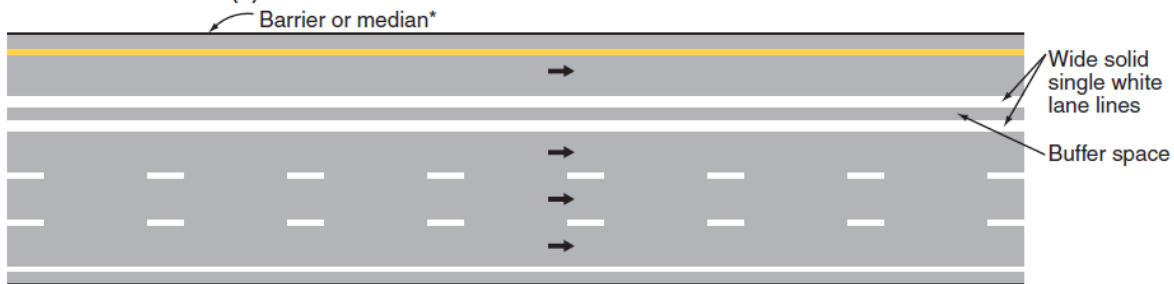 Barrier or median*
Wide solid
single white
lane lines
Buffer space